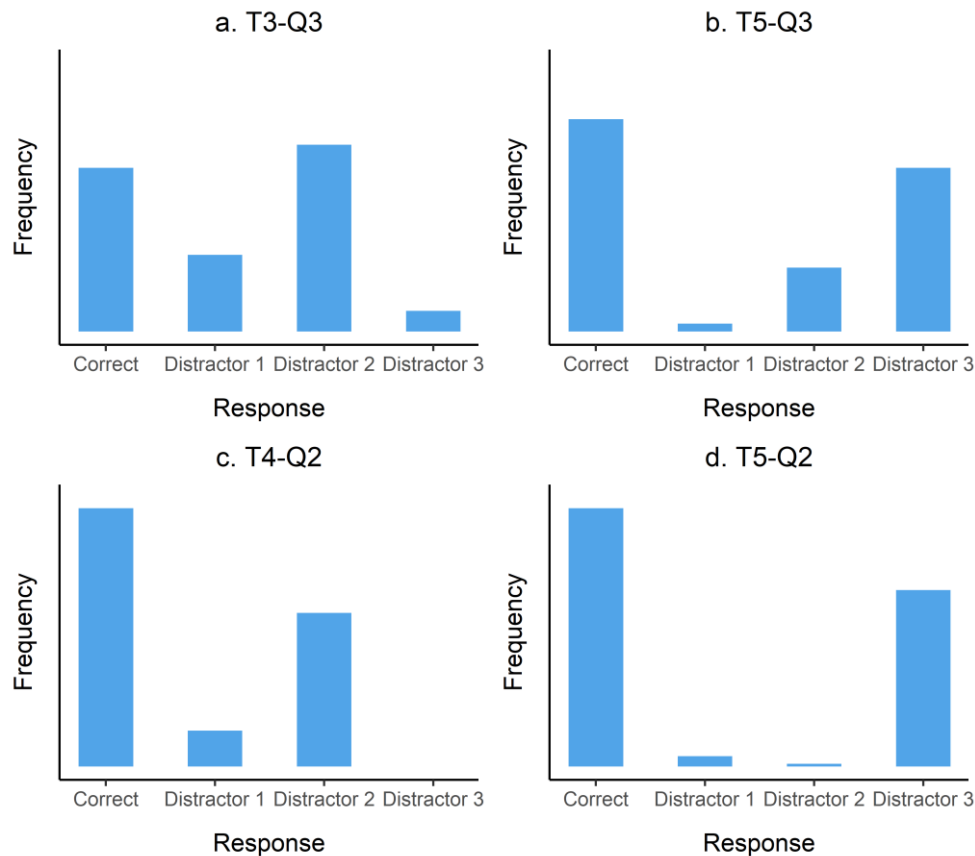 a. T3-Q3
Frequency
Correct Distractor 1 Distractor 2 Distractor 3
Response
b. T5-Q3
Frequency
Correct Distractor 1 Distractor 2 Distractor 3
Response
c. T4-Q2
Frequency
Correct Distractor 1 Distractor 2 Distractor 3
Response
d. T5-Q2
Frequency
Correct Distractor 1 Distractor 2 Distractor 3
Response